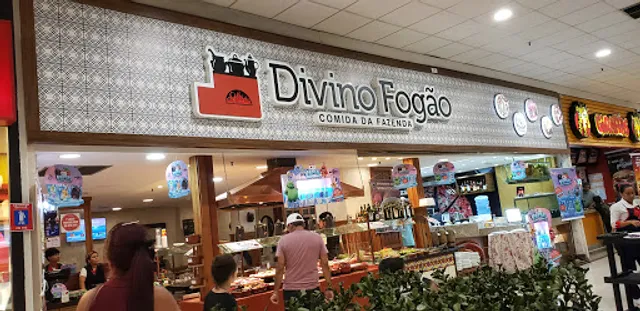 Divino Fogão
COMIDA DA FAZENDA